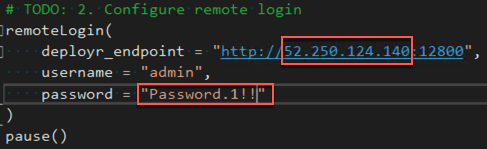 # TODO: 2. Configure remote login
remoteLogin(
deployr_endpoint = "http://52.250.124.140:12800",
username = "admin",
password = "Password.1!!"
)
pause()